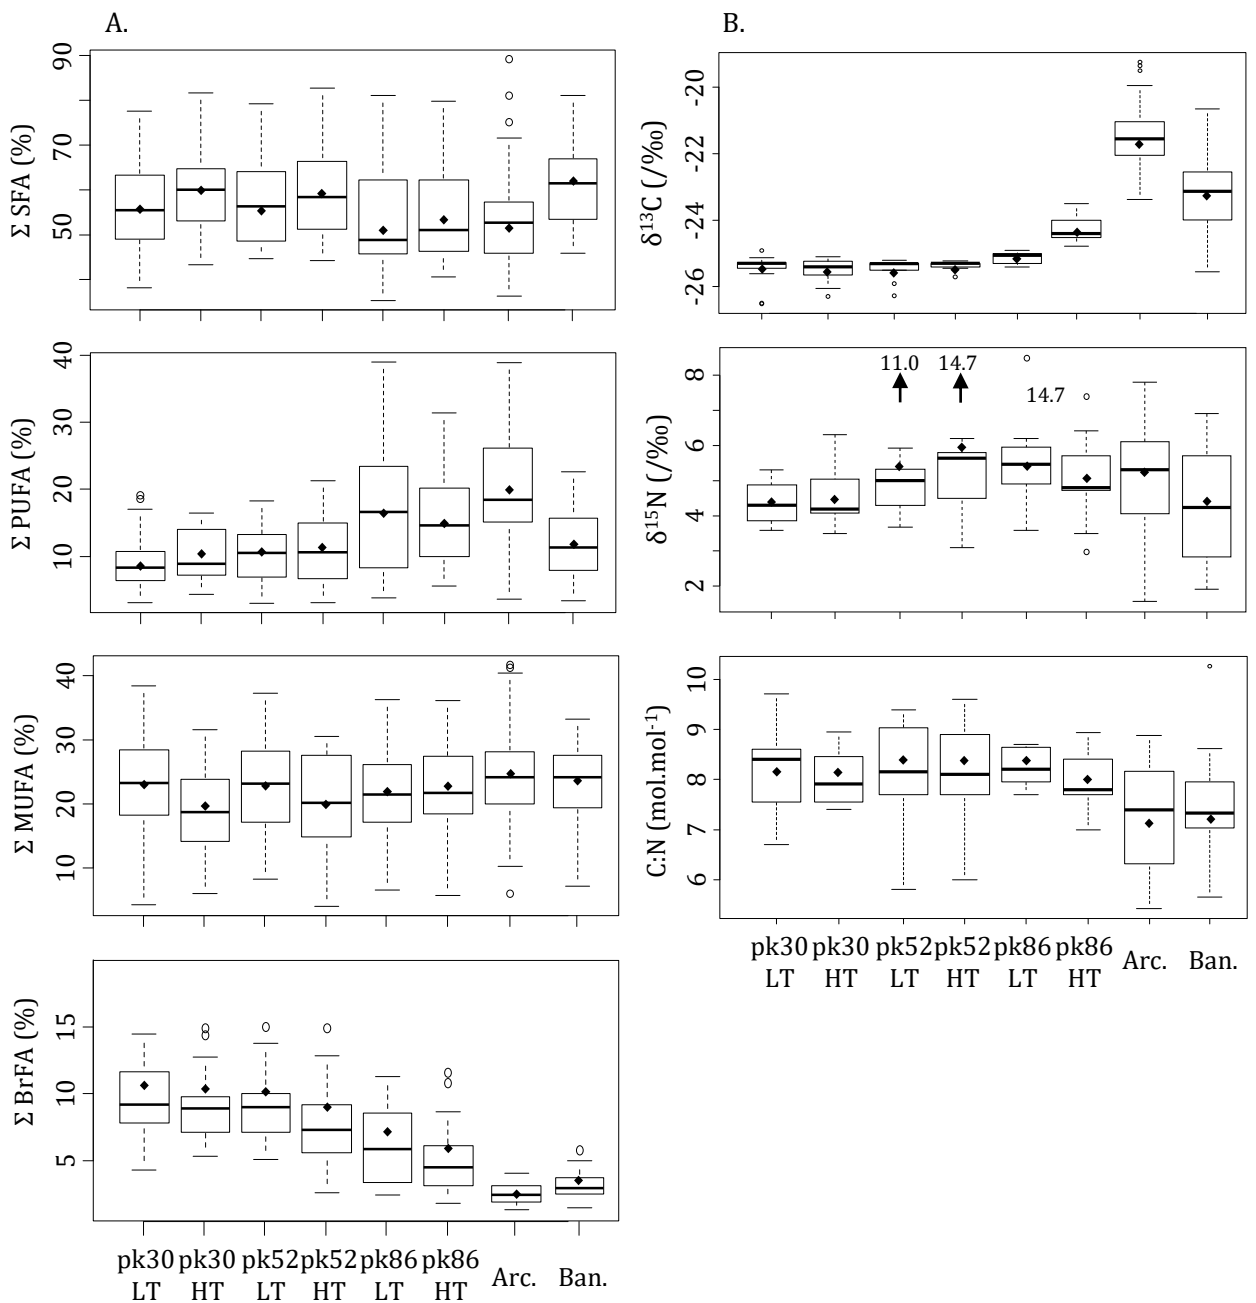 A.
Σ SFA (%)
90
70
50
Σ PUFA (%)
40
30
20
10
Σ MUFA (%)
40
30
20
10
Σ BrFA (%)
15
10
5
pk30 pk30 pk52 pk52 pk86 pk86 Arc. Ban.
LT HT LT HT LT HT
B.
δ¹³C (/‰)
-20
-22
-24
-26
δ¹⁵N (/‰)
8
6
4
2
11.0 14.7
14.7
C:N (mol.mol⁻¹)
10
9
8
7
6
pk30 pk30 pk52 pk52 pk86 pk86 Arc. Ban.
LT HT LT HT LT HT